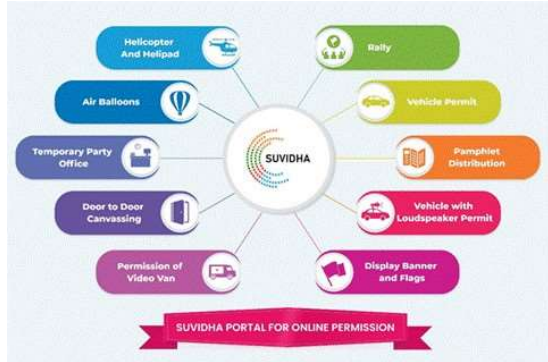 Helicopter
And Helipad
Rally
Air Balloons
Vehicle Permit
Temporary Party
Office
SUVIDHA
Pamphlet
Distribution
Door to Door
Canvassing
Vehicle with
Loudspeaker Permit
Permission of
Video Van
Display Banner
and Flags
SUVIDHA PORTAL FOR ONLINE PERMISSION